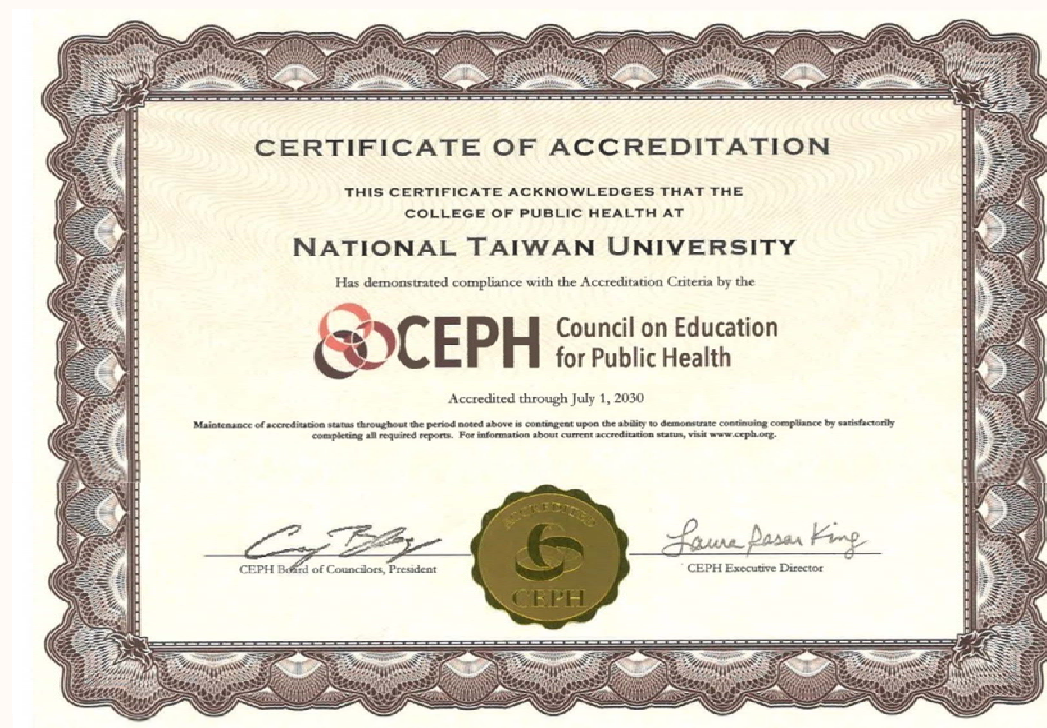 CERTIFICATE OF ACCREDITATION
THIS CERTIFICATE ACKNOWLEDGES THAT THE
COLLEGE OF PUBLIC HEALTH AT
NATIONAL TAIWAN UNIVERSITY
Has demonstrated compliance with the Accreditation Criteria by the
CEPH Council on Education
for Public Health
Accredited through July 1, 2030
Maintenance of accreditation status throughout the period noted above is contingent upon the ability to demonstrate continuing compliance by satisfactorily
completing all required reports. For information about current accreditation status, visit www.ceph.org.
ACCREDITED
CEPH
Laura Rasar King
CEPH Board of Councilors, President
CEPH Executive Director